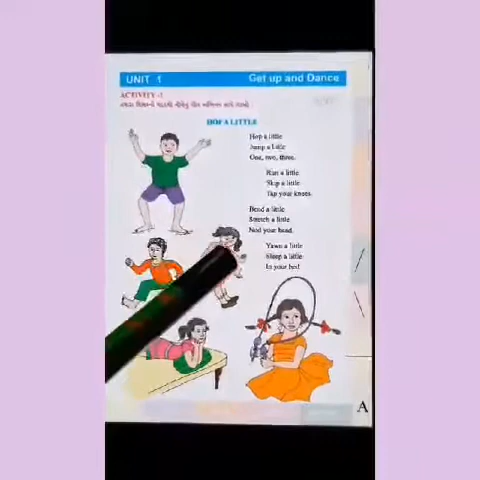 UNIT 1
Get up and Dance
ACTIVITY-1
HOP A LITTLE
Hop a little
Jump a little
One, two, three.
Run a little
Skip a little
Tap your knees.
Bend a little
Stretch a little
Nod your head.
Yawn a little
Sleep a little
In your bed
A